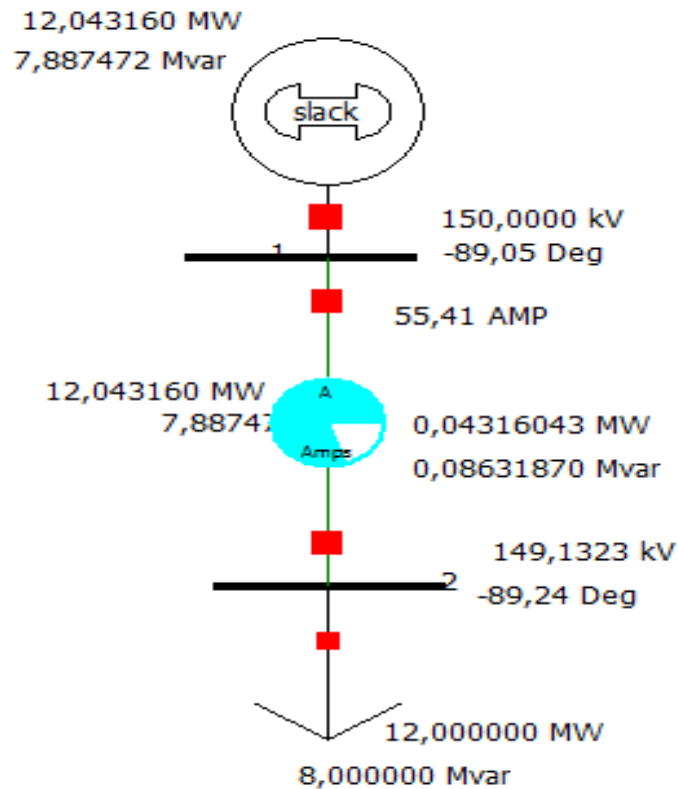 12,043160 MW
7,887472 Mvar
slack
150,0000 kV
1
-89,05 Deg
55,41 AMP
12,043160 MW
A
7,8874
0,04316043 MW
Amps
0,08631870 Mvar
149,1323 kV
2
-89,24 Deg
12,000000 MW
8,000000 Mvar